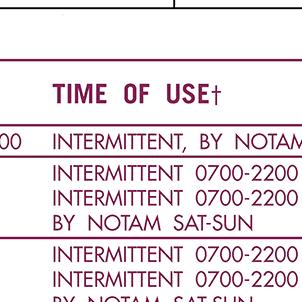 TIME OF USE†
00 INTERMITTENT, BY NOTAM
INTERMITTENT 0700-2200
INTERMITTENT 0700-2200
BY NOTAM SAT-SUN
INTERMITTENT 0700-2200
INTERMITTENT 0700-2200
BY NOTAM SAT-SUN